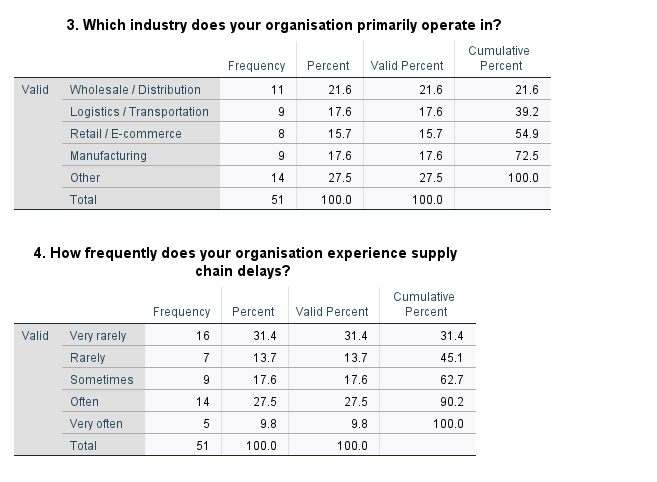 3. Which industry does your organisation primarily operate in?
Frequency Percent Valid Percent Cumulative Percent
Valid Wholesale / Distribution 11 21.6 21.6 21.6
Logistics / Transportation 9 17.6 17.6 39.2
Retail / E-commerce 8 15.7 15.7 54.9
Manufacturing 9 17.6 17.6 72.5
Other 14 27.5 27.5 100.0
Total 51 100.0 100.0
4. How frequently does your organisation experience supply
chain delays?
Frequency Percent Valid Percent Cumulative Percent
Valid Very rarely 16 31.4 31.4 31.4
Rarely 7 13.7 13.7 45.1
Sometimes 9 17.6 17.6 62.7
Often 14 27.5 27.5 90.2
Very often 5 9.8 9.8 100.0
Total 51 100.0 100.0